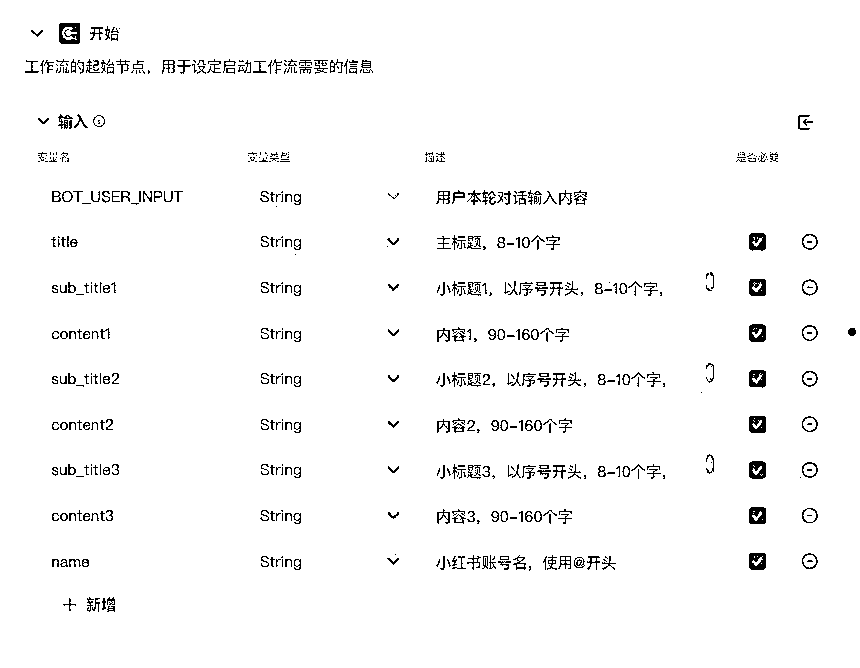 开始
工作流的起始节点，用于设定启动工作流需要的信息
输入
变量名 变量类型 描述 是否必要
BOT_USER_INPUT String 用户本轮对话输入内容
title String 主标题，8-10个字
sub_title1 String 小标题1，以序号开头，8-10个字，
content1 String 内容1，90-160个字
sub_title2 String 小标题2，以序号开头，8-10个字，
content2 String 内容2，90-160个字
sub_title3 String 小标题3，以序号开头，8-10个字，
content3 String 内容3，90-160个字
name String 小红书账号名，使用@开头
新增